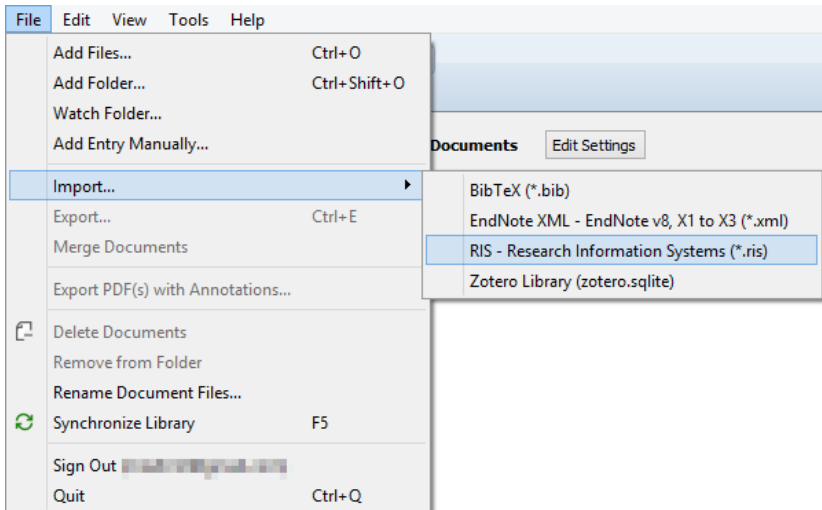 File Edit View Tools Help
Add Files... Ctrl+O
Add Folder... Ctrl+Shift+O
Watch Folder...
Add Entry Manually...
Documents Edit Settings
Import...
BibTeX (*.bib)
EndNote XML - EndNote v8, X1 to X3 (*.xml)
RIS - Research Information Systems (*.ris)
Zotero Library (zotero.sqlite)
Export... Ctrl+E
Merge Documents
Export PDF(s) with Annotations...
Delete Documents
Remove from Folder
Rename Document Files...
Synchronize Library F5
Sign Out
Quit Ctrl+Q